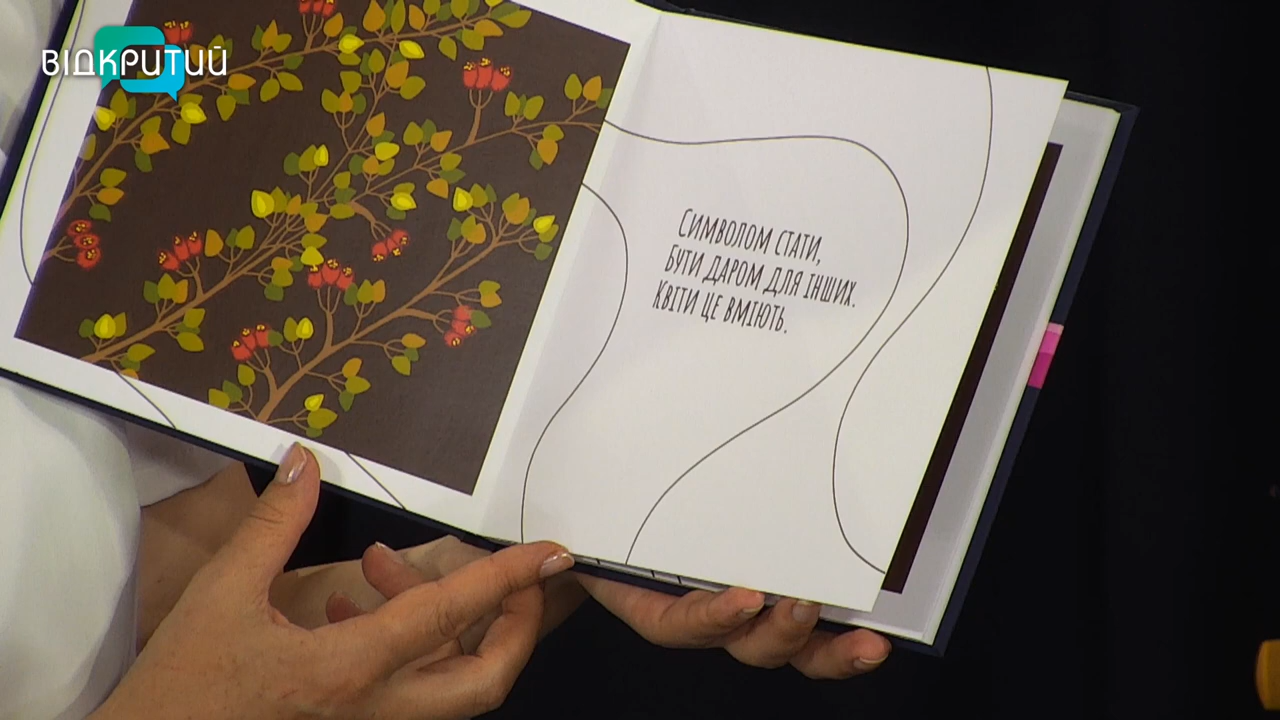 ВІДКРИТИЙ
Символом стати,
Бути даром для інших.
Квіти це вміють.